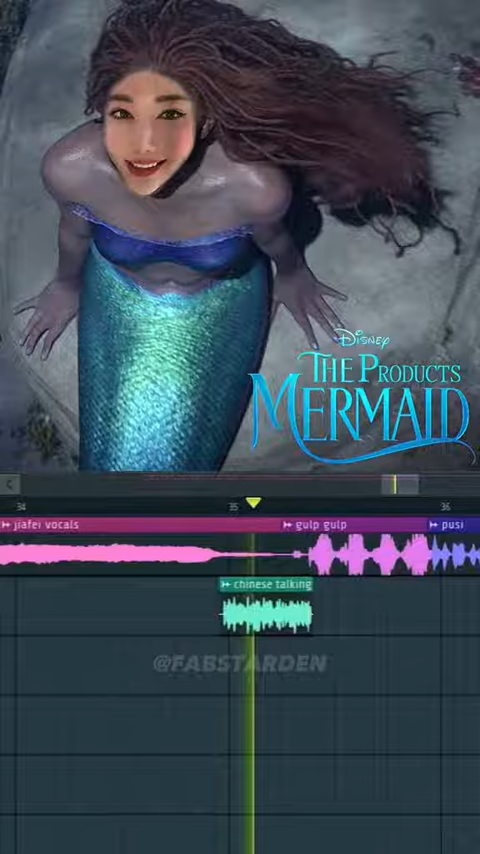 Disney
THE PRODUCTS
MERMAID
34 35 36
jiafei vocals gulp gulp pusi
chinese talking
@FABSTARDEN